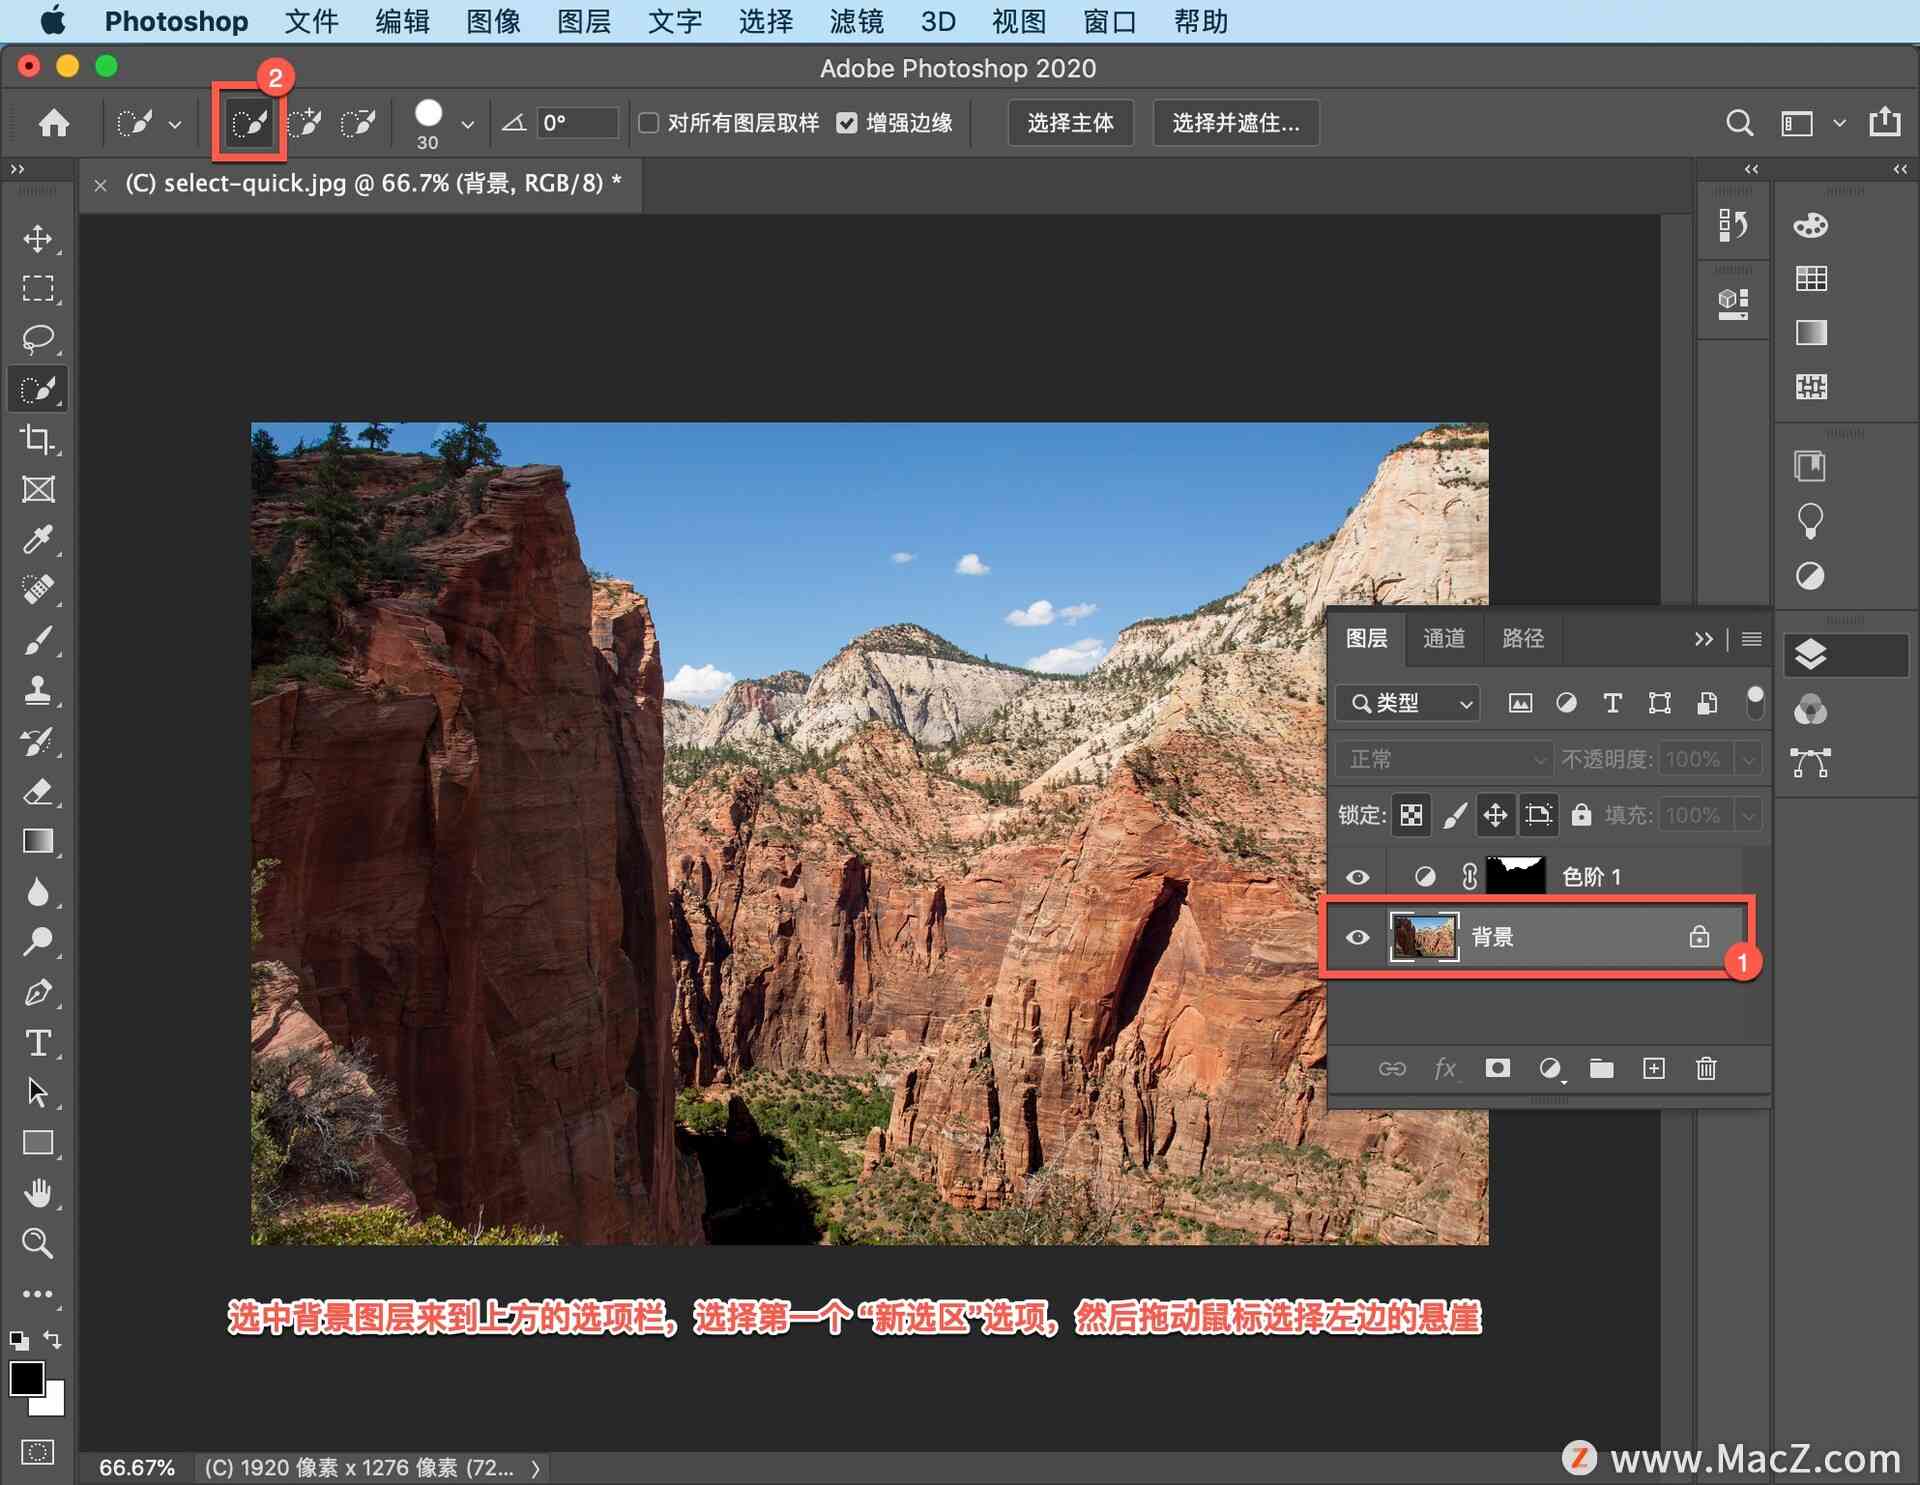 Photoshop 文件 编辑 图像 图层 文字 选择 滤镜 3D 视图 窗口 帮助
Adobe Photoshop 2020
2
30
0°
对所有图层取样 增强边缘 选择主体 选择并遮住...
(C) select-quick.jpg @ 66.7% (背景, RGB/8) *
图层 通道 路径
类型
正常 不透明度: 100%
锁定: 填充: 100%
色阶 1
背景
1
fx
选中背景图层来到上方的选项栏，选择第一个 “新选区”选项，然后拖动鼠标选择左边的悬崖
66.67% (C) 1920 像素 x 1276 像素 (72...
Z www.MacZ.com